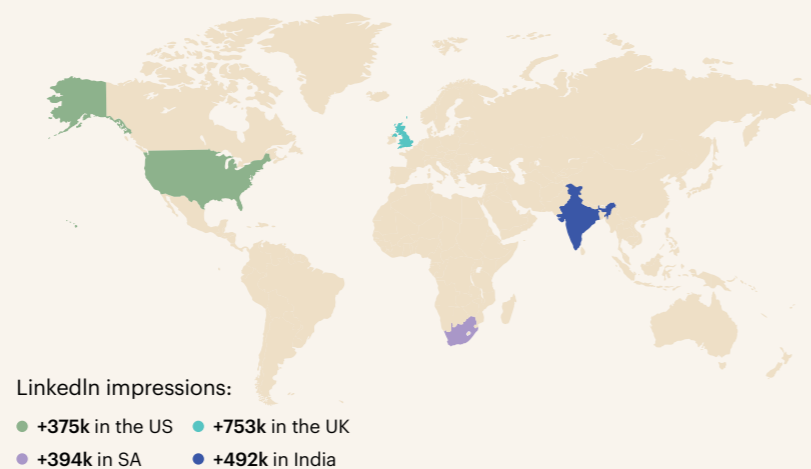 LinkedIn impressions:
+375k in the US +753k in the UK
+394k in SA +492k in India